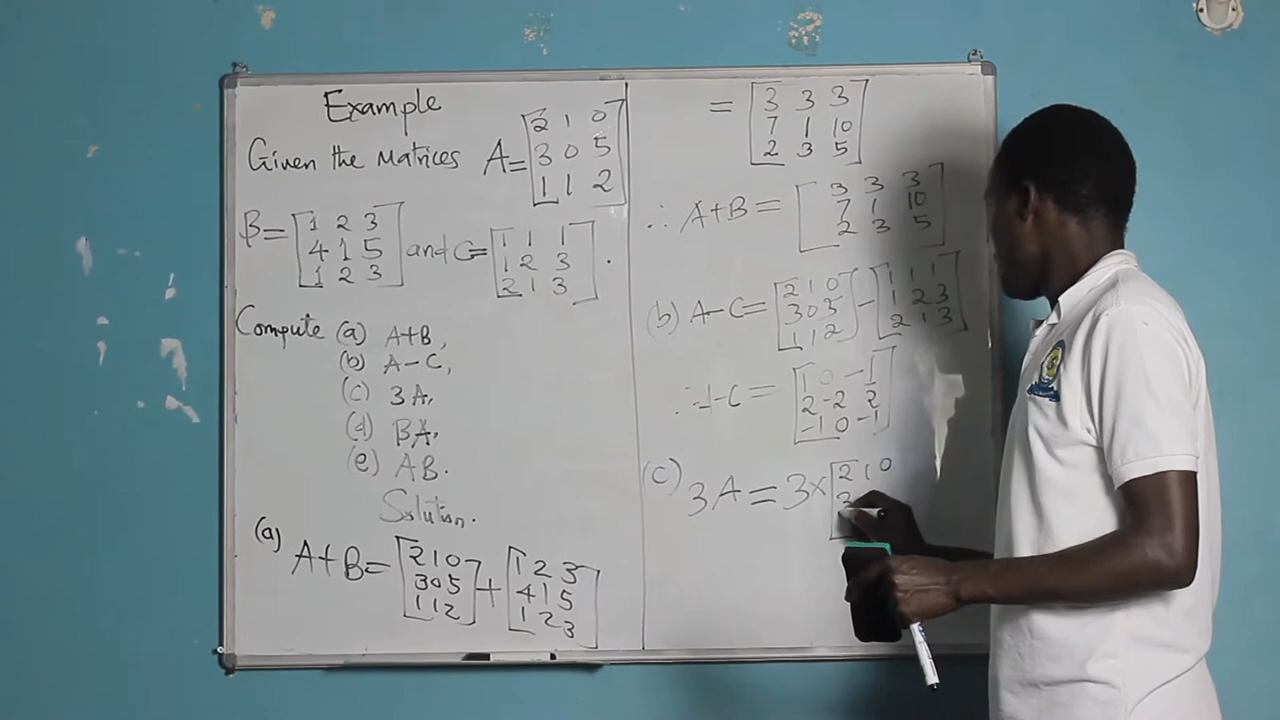 Example
Given the Matrices A = [2 1 0
3 0 5
1 1 2]
B = [1 2 3
4 1 5
1 2 3] and C = [1 1 1
1 2 3
2 1 3].
Compute (a) A+B,
(b) A-C,
(c) 3A,
(d) BA,
(e) AB.
Solution.
(a) A+B = [2 1 0
3 0 5
1 1 2] + [1 2 3
4 1 5
1 2 3]
= [3 3 3
7 1 10
2 3 5]
∴ A+B = [3 3 3
7 1 10
2 3 5]
(b) A-C = [2 1 0
3 0 5
1 1 2] - [1 1 1
1 2 3
2 1 3]
-C = [1 0 -1
2 -2 2
-1 0 -1]
(c) 3A = 3× [2 1 0